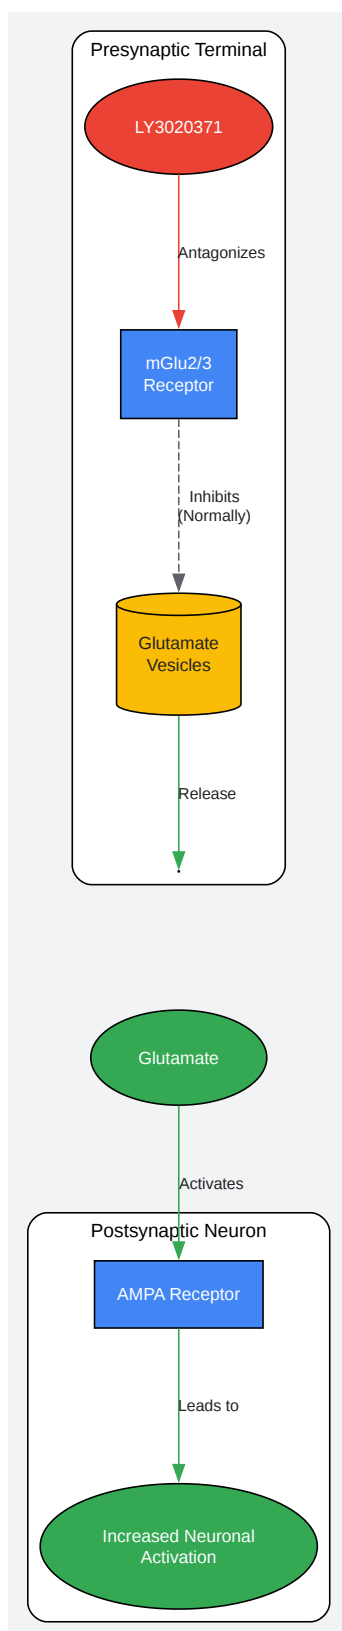 Presynaptic Terminal
LY3020371
Antagonizes
mGlu2/3
Receptor
Inhibits
(Normally)
Glutamate
Vesicles
Release
Glutamate
Activates
Postsynaptic Neuron
AMPA Receptor
Leads to
Increased Neuronal
Activation